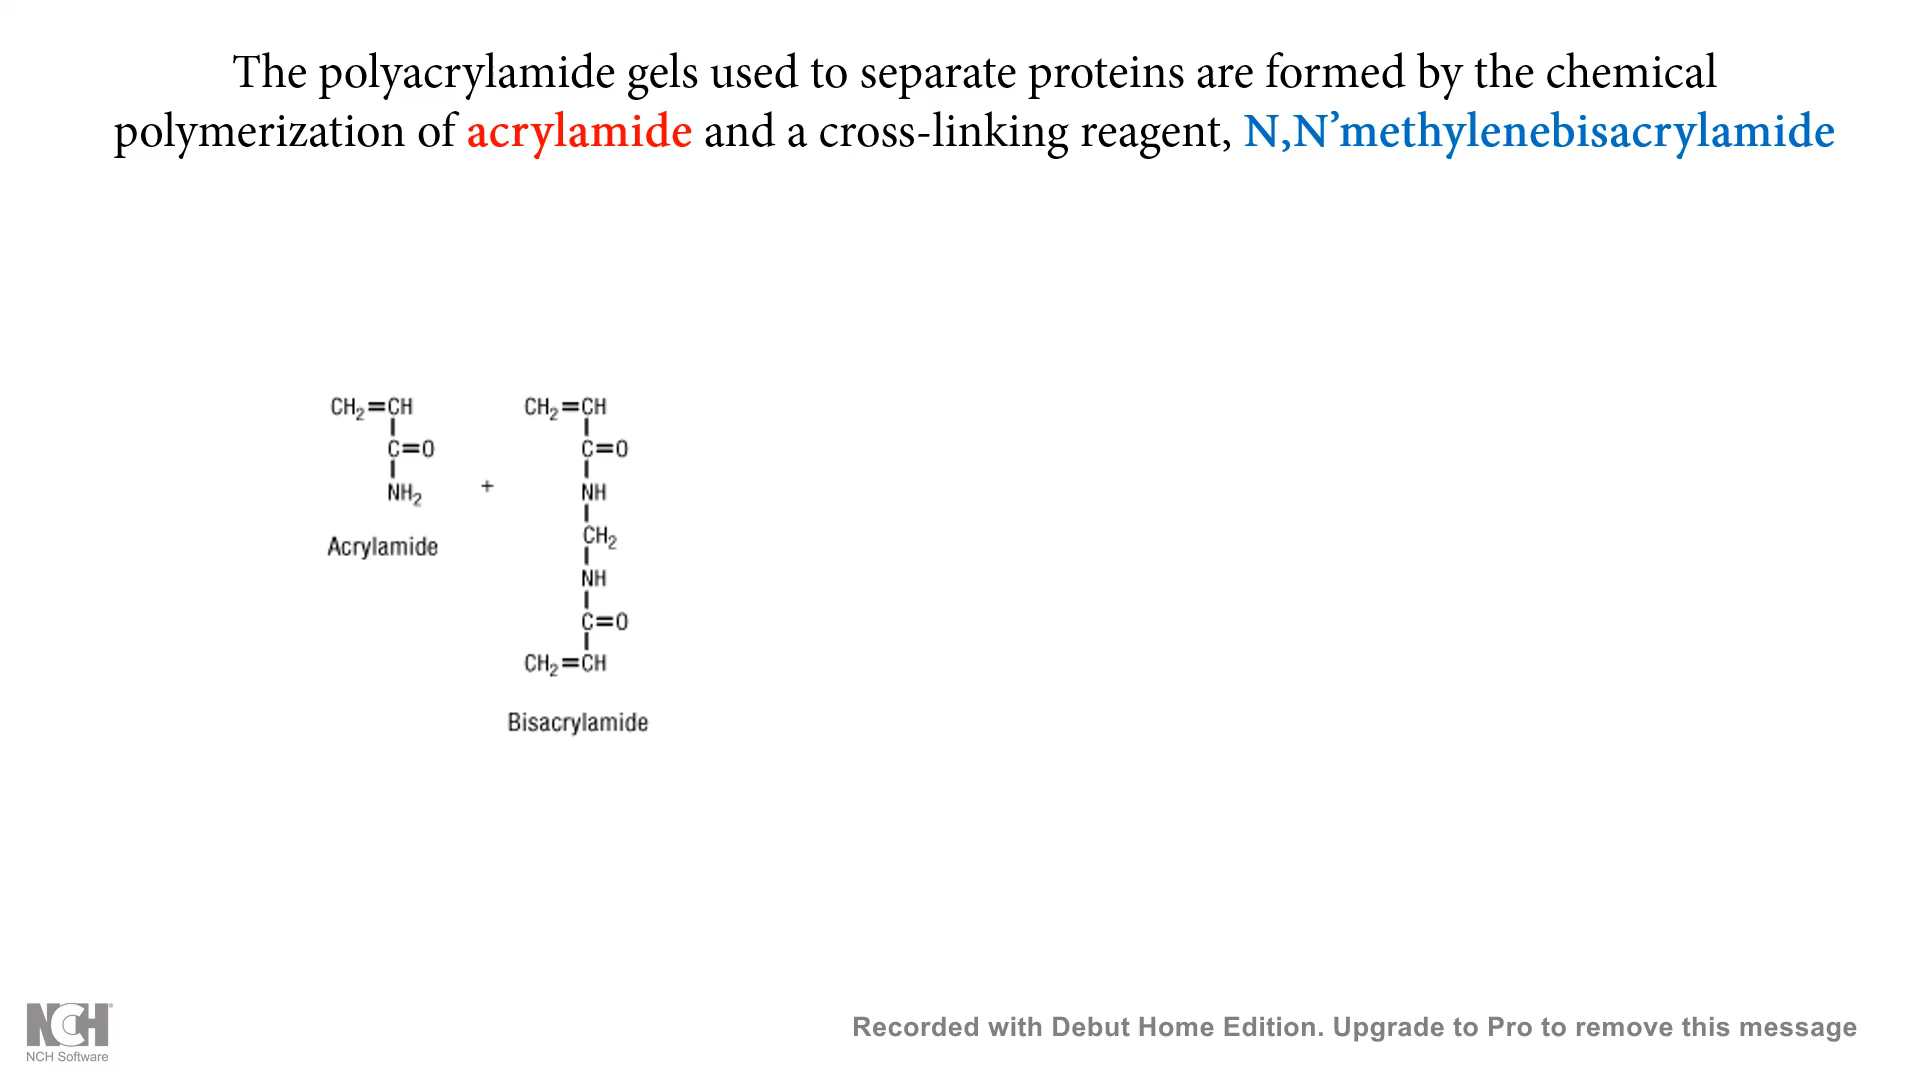 The polyacrylamide gels used to separate proteins are formed by the chemical
polymerization of acrylamide and a cross-linking reagent, N,N’methylenebisacrylamide
CH₂=CH
C=O
NH₂
Acrylamide
+
CH₂=CH
C=O
NH
CH₂
NH
C=O
CH₂=CH
Bisacrylamide
NCH
NCH Software
Recorded with Debut Home Edition. Upgrade to Pro to remove this message